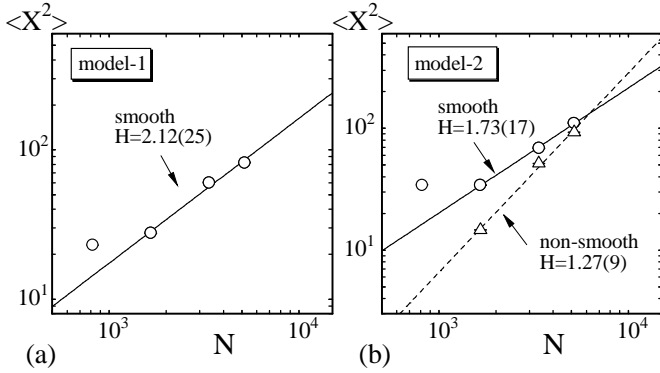 <X²>
<X²>
model-1
model-2
smooth
H=2.12(25)
smooth
H=1.73(17)
non-smooth
H=1.27(9)
10²
10¹
10²
10¹
10³
10⁴
10³
10⁴
(a)
N
(b)
N